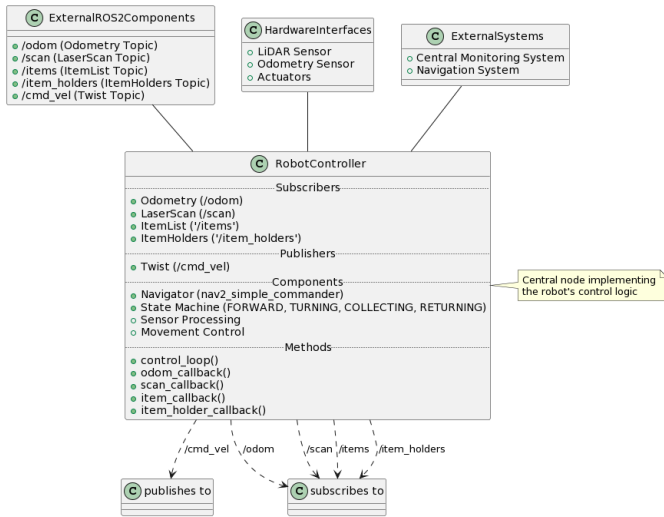 C ExternalROS2Components
/odom (Odometry Topic)
/scan (LaserScan Topic)
/items (ItemList Topic)
/item_holders (ItemHolders Topic)
/cmd_vel (Twist Topic)
C HardwareInterfaces
LiDAR Sensor
Odometry Sensor
Actuators
C ExternalSystems
Central Monitoring System
Navigation System
C RobotController
Subscribers
Odometry (/odom)
LaserScan (/scan)
ItemList ('/items')
ItemHolders ('/item_holders')
Publishers
Twist (/cmd_vel)
Components
Navigator (nav2_simple_commander)
State Machine (FORWARD, TURNING, COLLECTING, RETURNING)
Sensor Processing
Movement Control
Methods
control_loop()
odom_callback()
scan_callback()
item_callback()
item_holder_callback()
Central node implementing
the robot's control logic
/cmd_vel
/odom
/scan
/items
/item_holders
C publishes to
C subscribes to